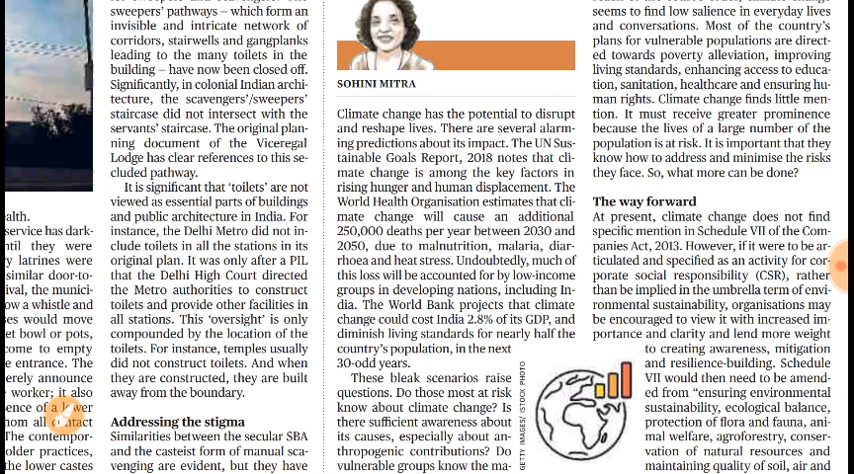 sweepers' pathways – which form an
invisible and intricate network of
corridors, stairwells and gangplanks
leading to the many toilets in the
building – have now been closed off.
Significantly, in colonial Indian archi-
tecture, the scavengers'/sweepers'
staircase did not intersect with the
servants' staircase. The original plan-
ning document of the Viceregal
Lodge has clear references to this se-
cluded pathway.
It is significant that 'toilets' are not
viewed as essential parts of buildings
and public architecture in India. For
instance, the Delhi Metro did not in-
clude toilets in all the stations in its
original plan. It was only after a PIL
that the Delhi High Court directed
the Metro authorities to construct
toilets and provide other facilities in
all stations. This 'oversight' is only
compounded by the location of the
toilets. For instance, temples usually
did not construct toilets. And when
they are constructed, they are built
away from the boundary.
Addressing the stigma
Similarities between the secular SBA
and the casteist form of manual sca-
venging are evident, but they have
ealth.
service has dark-
ntil they were
ry latrines were
similar door-to-
ival, the munici-
ow a whistle and
es would move
et bowl or pots,
come to empty
e entrance. The
erely announce
worker; it also
ence of a lower
hom all contact
The contempor-
older practices,
the lower castes
SOHINI MITRA
Climate change has the potential to disrupt
and reshape lives. There are several alarm-
ing predictions about its impact. The UN Sus-
tainable Goals Report, 2018 notes that cli-
mate change is among the key factors in
rising hunger and human displacement. The
World Health Organisation estimates that cli-
mate change will cause an additional
250,000 deaths per year between 2030 and
2050, due to malnutrition, malaria, diar-
rhoea and heat stress. Undoubtedly, much of
this loss will be accounted for by low-income
groups in developing nations, including In-
dia. The World Bank projects that climate
change could cost India 2.8% of its GDP, and
diminish living standards for nearly half the
country's population, in the next
30-odd years.
These bleak scenarios raise
questions. Do those most at risk
know about climate change? Is
there sufficient awareness about
its causes, especially about an-
thropogenic contributions? Do
vulnerable groups know the ma-
GETTY IMAGES/ ISTOCK PHOTO
seems to find low salience in everyday lives
and conversations. Most of the country's
plans for vulnerable populations are direct-
ed towards poverty alleviation, improving
living standards, enhancing access to educa-
tion, sanitation, healthcare and ensuring hu-
man rights. Climate change finds little men-
tion. It must receive greater prominence
because the lives of a large number of the
population is at risk. It is important that they
know how to address and minimise the risks
they face. So, what more can be done?
The way forward
At present, climate change does not find
specific mention in Schedule VII of the Com-
panies Act, 2013. However, if it were to be ar-
ticulated and specified as an activity for cor-
porate social responsibility (CSR), rather
than be implied in the umbrella term of envi-
ronmental sustainability, organisations may
be encouraged to view it with increased im-
portance and clarity and lend more weight
to creating awareness, mitigation
and resilience-building. Schedule
VII would then need to be amend-
ed from “ensuring environmental
sustainability, ecological balance,
protection of flora and fauna, ani-
mal welfare, agroforestry, conser-
vation of natural resources and
maintaining quality of soil, air and